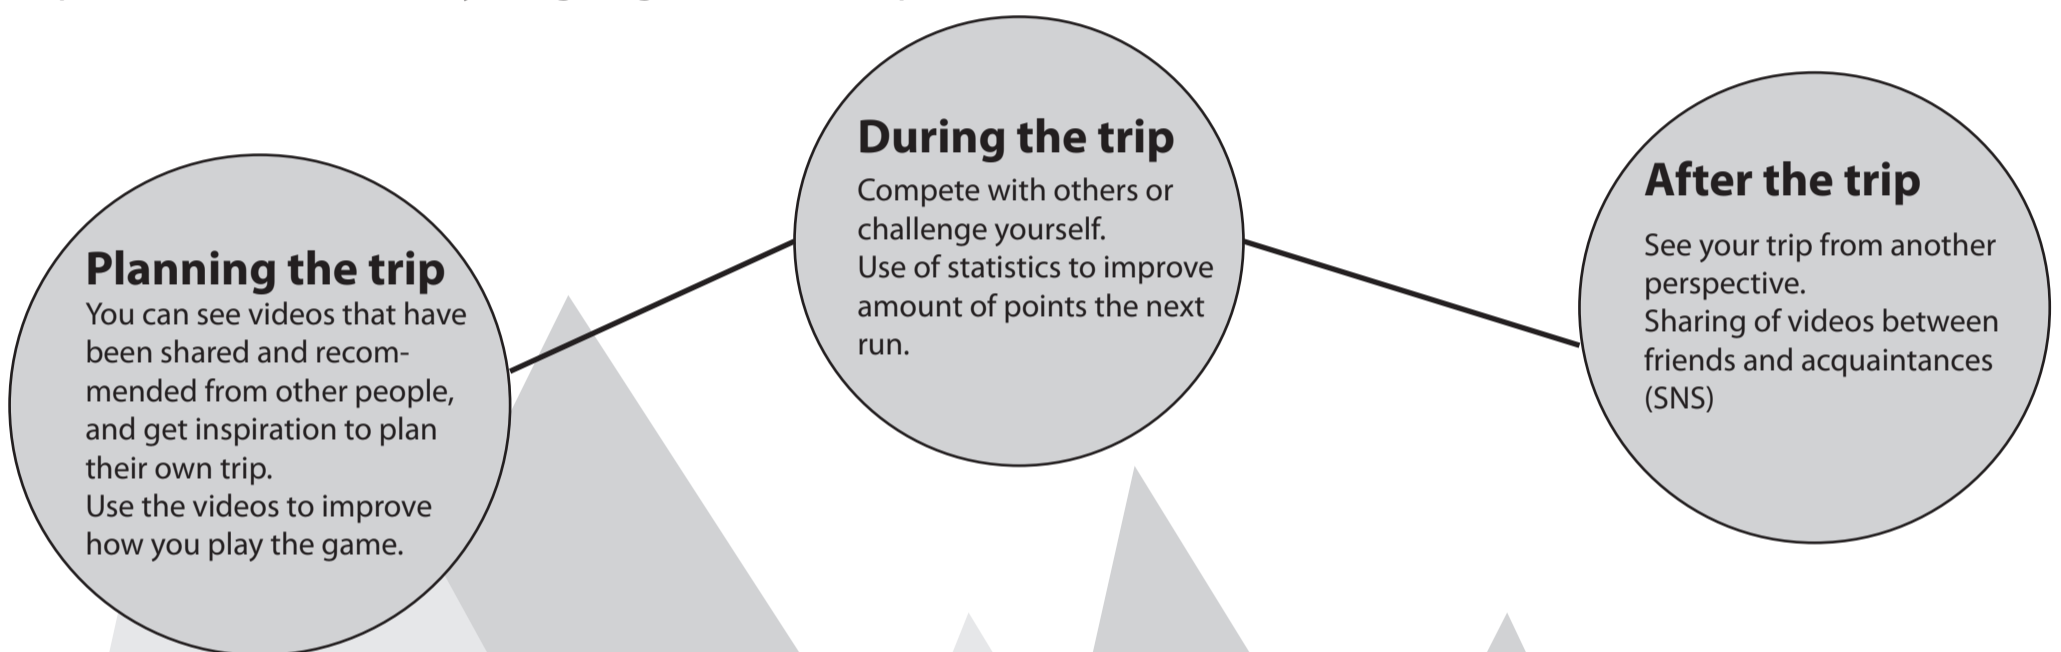 Planning the trip
You can see videos that have
been shared and recom-
mended from other people,
and get inspiration to plan
their own trip.
Use the videos to improve
how you play the game.
During the trip
Compete with others or
challenge yourself.
Use of statistics to improve
amount of points the next
run.
After the trip
See your trip from another
perspective.
Sharing of videos between
friends and acquaintances
(SNS)